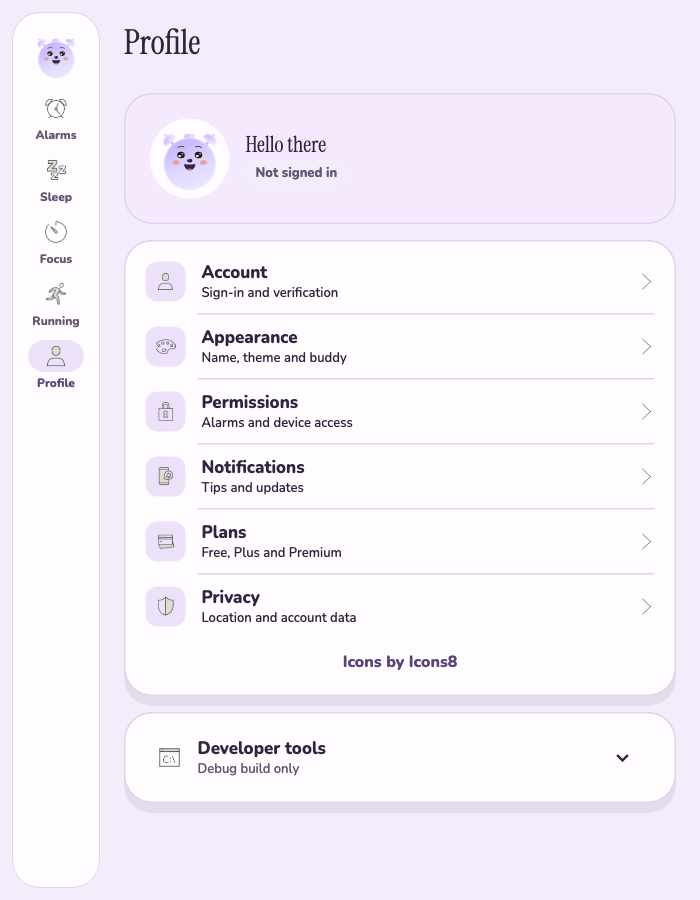 Profile
Alarms
Sleep
Focus
Running
Profile
Hello there
Not signed in
Account
Sign-in and verification
Appearance
Name, theme and buddy
Permissions
Alarms and device access
Notifications
Tips and updates
Plans
Free, Plus and Premium
Privacy
Location and account data
Icons by Icons8
C:\
Developer tools
Debug build only